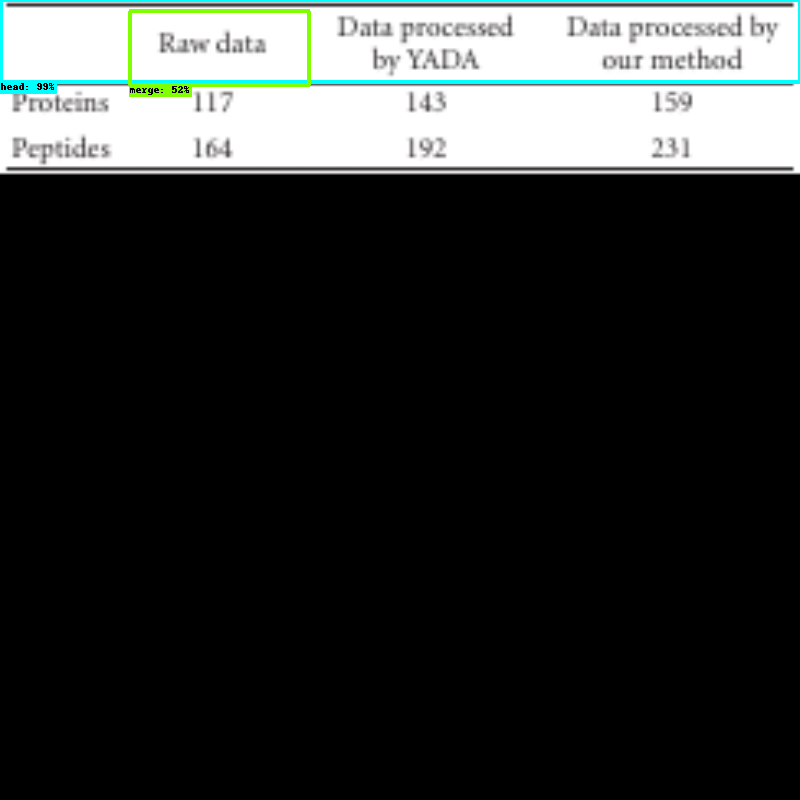 Raw data Data processed by YADA Data processed by our method
head: 99% merge: 52%
Proteins 117 143 159
Peptides 164 192 231